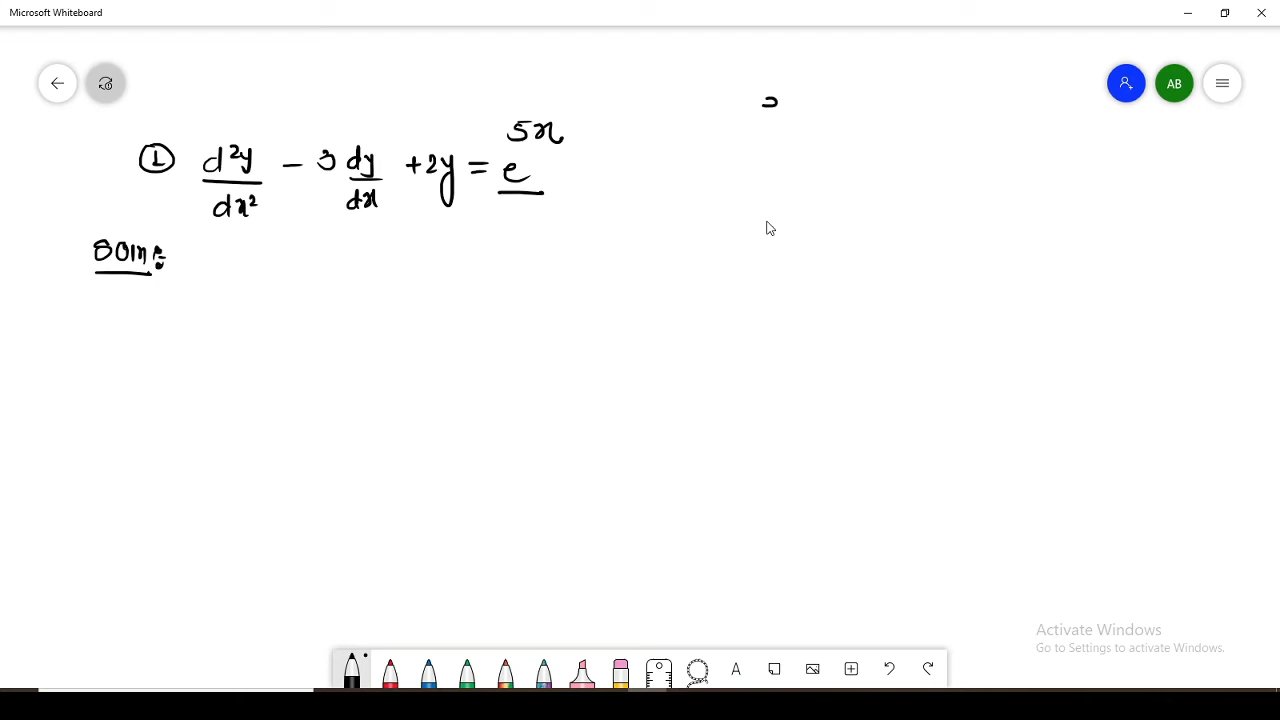 Microsoft Whiteboard
AB
① d²y/dx² - 3 dy/dx + 2y = e^5x
Soln:
A
Activate Windows
Go to Settings to activate Windows.